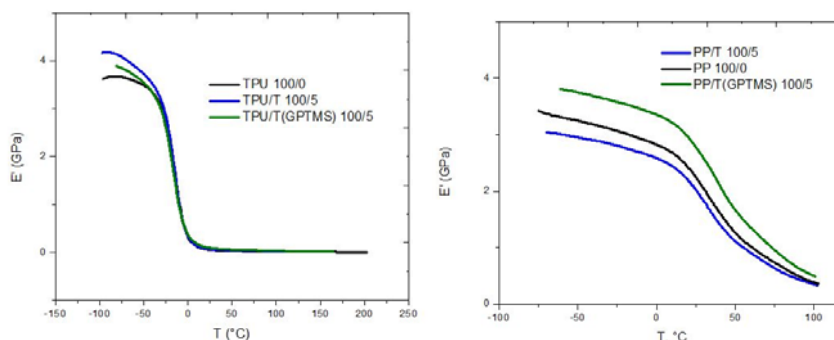 4
2
0
E' (GPa)
-150
-100
-50
0
50
100
150
200
250
T (°C)
TPU 100/0
TPU/T 100/5
TPU/T(GPTMS) 100/5
4
2
0
E' (GPa)
-100
-50
0
50
100
T, °C
PP/T 100/5
PP 100/0
PP/T(GPTMS) 100/5